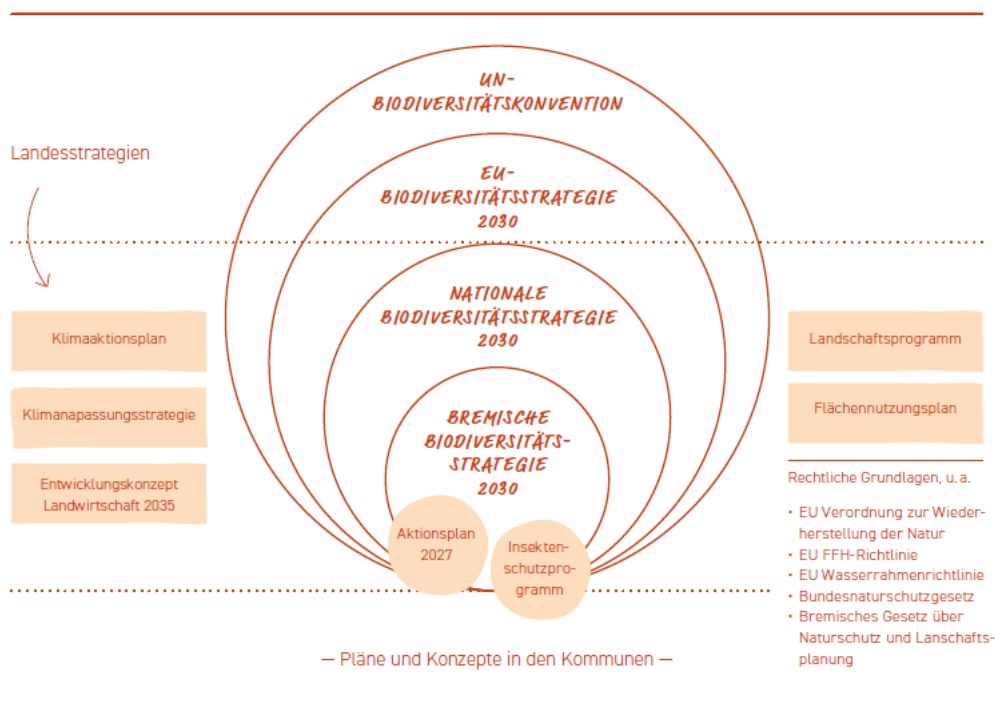 UN-
BIODIVERSITÄTSKONVENTION
EU-
BIODIVERSITÄTSSTRATEGIE
2030
NATIONALE
BIODIVERSITÄTSSTRATEGIE
2030
BREMISCHE
BIODIVERSITÄTS-
STRATEGIE
2030
Aktionsplan
2027
Insekten-
schutzpro-
gramm
Landesstrategien
Klimaaktionsplan
Klimanapassungsstrategie
Entwicklungskonzept
Landwirtschaft 2035
Landschaftsprogramm
Flächennutzungsplan
Rechtliche Grundlagen, u. a.
• EU Verordnung zur Wieder-
herstellung der Natur
• EU FFH-Richtlinie
• EU Wasserrahmenrichtlinie
• Bundesnaturschutzgesetz
• Bremisches Gesetz über
Naturschutz und Lanschafts-
planung
— Pläne und Konzepte in den Kommunen —